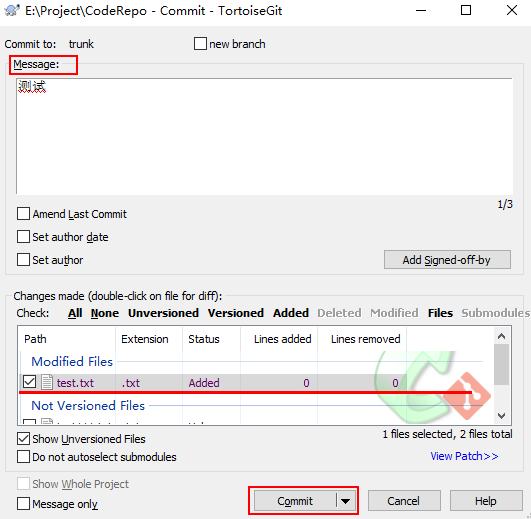 E:\Project\CodeRepo - Commit - TortoiseGit
Commit to: trunk new branch
Message:
测试
1/3
Amend Last Commit
Set author date
Set author
Add Signed-off-by
Changes made (double-click on file for diff):
Check: All None Unversioned Versioned Added Deleted Modified Files Submodules
Path Extension Status Lines added Lines removed
Modified Files
test.txt .txt Added 0 0
Not Versioned Files
Show Unversioned Files
1 files selected, 2 files total
Do not autoselect submodules
View Patch>>
Show Whole Project
Message only
Commit Cancel Help